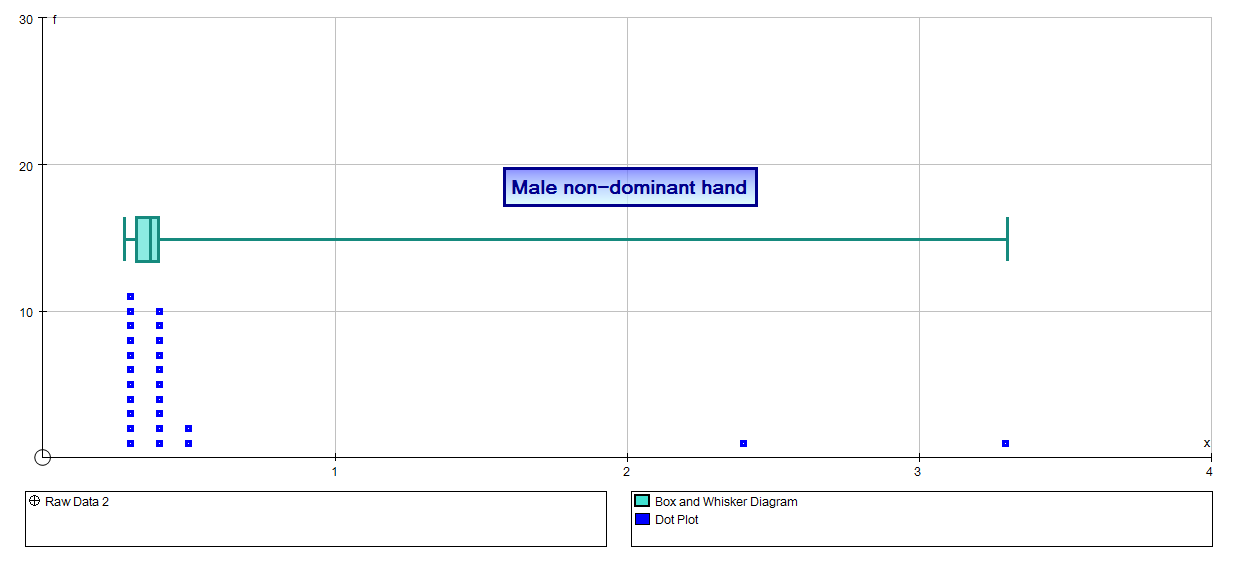 30 f
20
Male non-dominant hand
10
x
1 2 3 4
Raw Data 2
Box and Whisker Diagram
Dot Plot